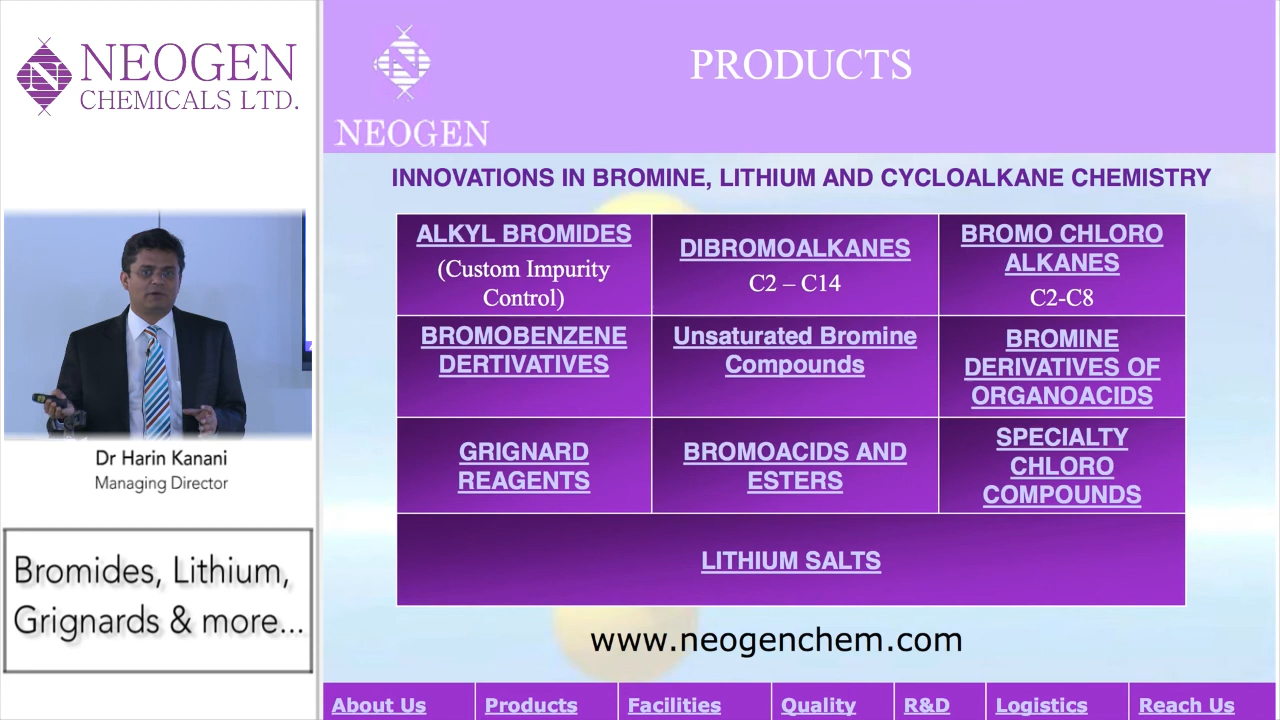 NEOGEN
CHEMICALS LTD.
Dr Harin Kanani
Managing Director
Bromides, Lithium,
Grignards & more...
NEOGEN
PRODUCTS
INNOVATIONS IN BROMINE, LITHIUM AND CYCLOALKANE CHEMISTRY
ALKYL BROMIDES
(Custom Impurity
Control)
DIBROMOALKANES
C2 – C14
BROMO CHLORO
ALKANES
C2-C8
BROMOBENZENE
DERTIVATIVES
Unsaturated Bromine
Compounds
BROMINE
DERIVATIVES OF
ORGANOACIDS
GRIGNARD
REAGENTS
BROMOACIDS AND
ESTERS
SPECIALTY
CHLORO
COMPOUNDS
LITHIUM SALTS
www.neogenchem.com
About Us
Products
Facilities
Quality
R&D
Logistics
Reach Us